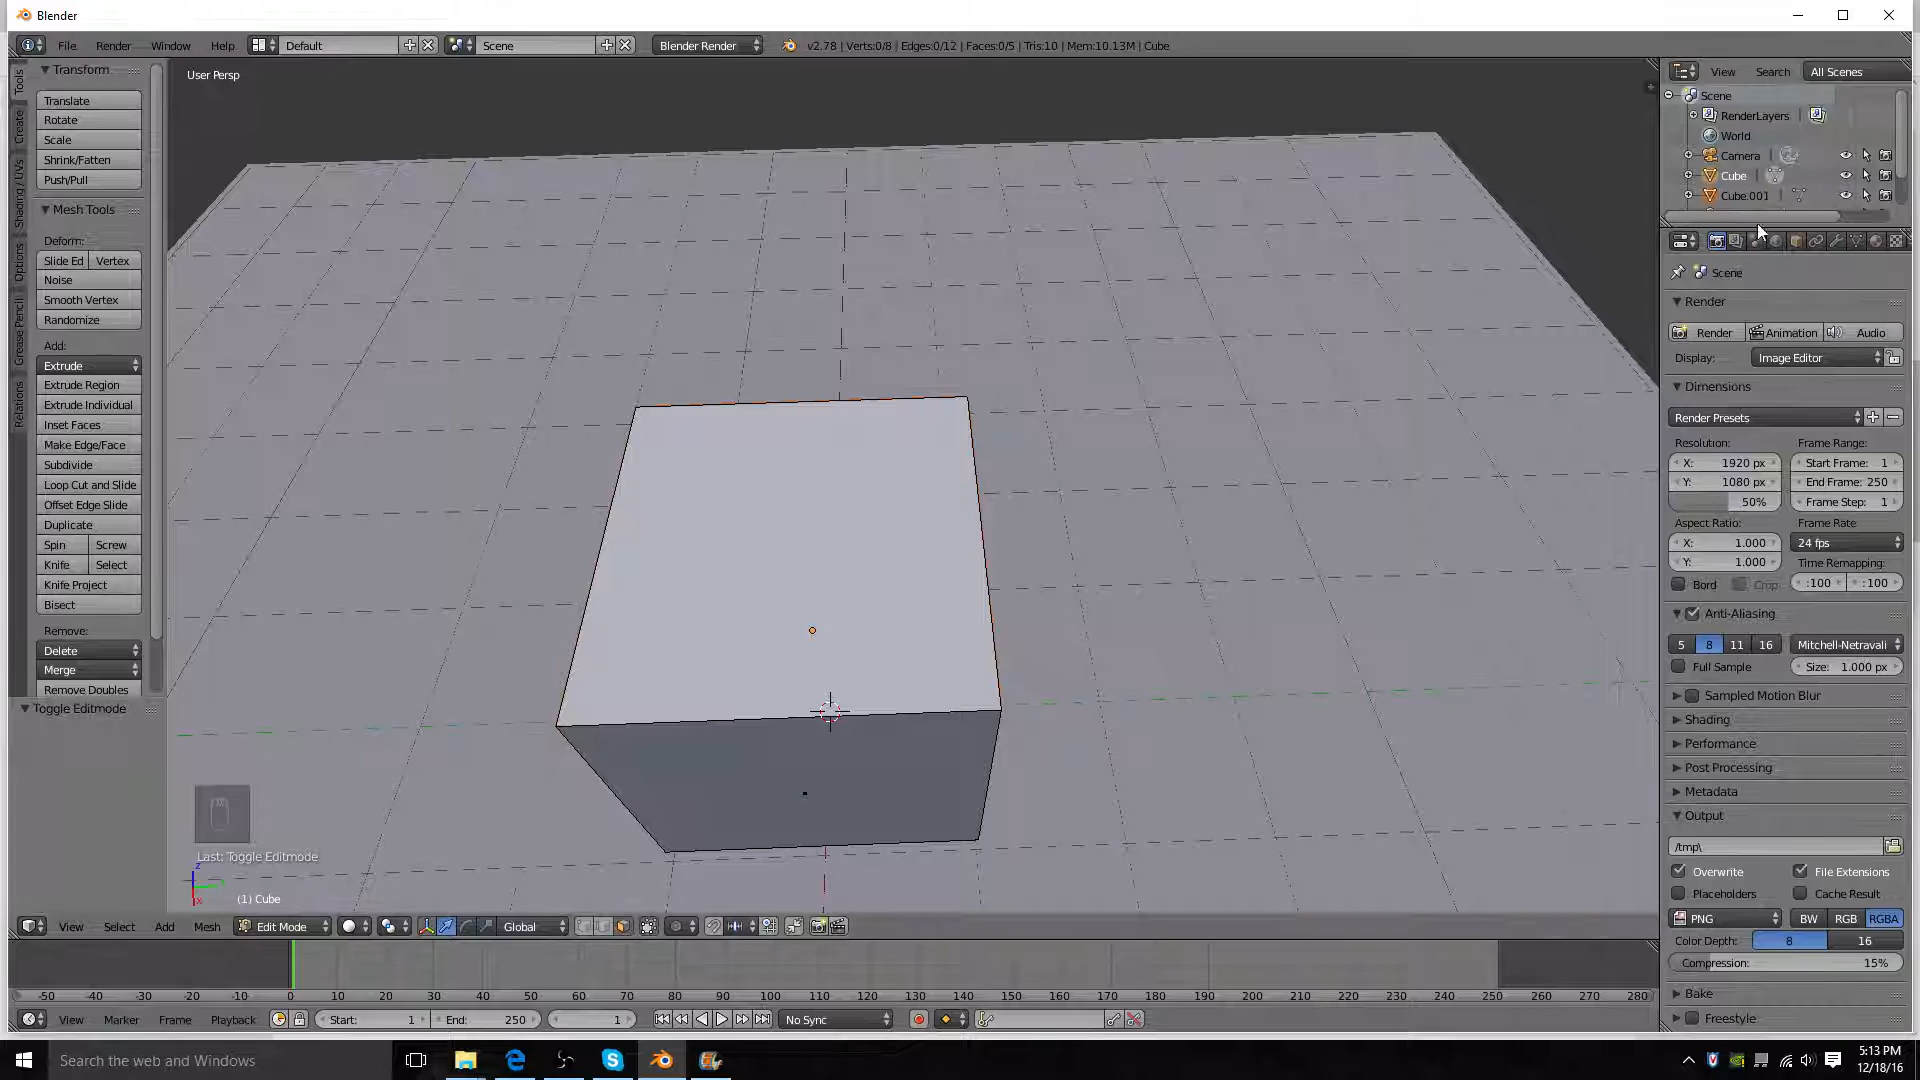 Blender
File Render Window Help Default Scene Blender Render v2.78 | Verts:0/8 | Edges:0/12 | Faces:0/5 | Tris:10 | Mem:10.13M | Cube
Transform
Translate
Rotate
Scale
Shrink/Fatten
Push/Pull
Mesh Tools
Deform:
Slide Ed Vertex
Noise
Smooth Vertex
Randomize
Add:
Extrude
Extrude Region
Extrude Individual
Inset Faces
Make Edge/Face
Subdivide
Loop Cut and Slide
Offset Edge Slide
Duplicate
Spin Screw
Knife Select
Knife Project
Bisect
Remove:
Delete
Merge
Remove Doubles
Toggle Editmode
Tools
Create
Shading / UVs
Options
Grease Pencil
Relations
User Persp
Last: Toggle Editmode
z
x
(1) Cube
View Select Add Mesh Edit Mode Global
-50 -40 -30 -20 -10 0 10 20 30 40 50 60 70 80 90 100 110 120 130 140 150 160 170 180 190 200 210 220 230 240 250 260 270 280
View Marker Frame Playback Start: 1 End: 250 1 No Sync
View Search All Scenes
Scene
RenderLayers
World
Camera
Cube
Cube.001
Scene
Render
Render Animation Audio
Display: Image Editor
Dimensions
Render Presets
Resolution: Frame Range:
X: 1920 px Start Frame: 1
Y: 1080 px End Frame: 250
50% Frame Step: 1
Aspect Ratio: Frame Rate
X: 1.000 24 fps
Y: 1.000 Time Remapping:
Bord Crop :100 :100
Anti-Aliasing
5 8 11 16 Mitchell-Netravali
Full Sample Size: 1.000 px
Sampled Motion Blur
Shading
Performance
Post Processing
Metadata
Output
/tmp\
Overwrite File Extensions
Placeholders Cache Result
PNG BW RGB RGBA
Color Depth: 8 16
Compression: 15%
Bake
Freestyle
Search the web and Windows
5:13 PM
12/18/16